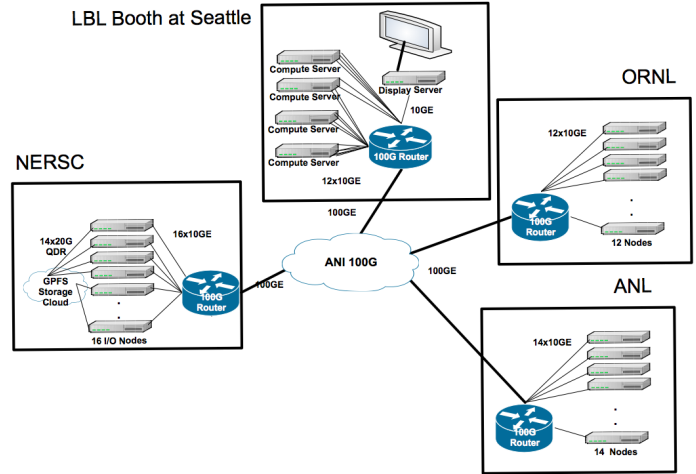 LBL Booth at Seattle
Compute Server
Compute Server
Compute Server
Compute Server
Display Server
10GE
100G Router
12x10GE
100GE
ORNL
12x10GE
100G
Router
12 Nodes
NERSC
14x20G
QDR
16x10GE
GPFS
Storage
Cloud
100G
Router
16 I/O Nodes
100GE
ANI 100G
100GE
ANL
14x10GE
100G
Router
14 Nodes